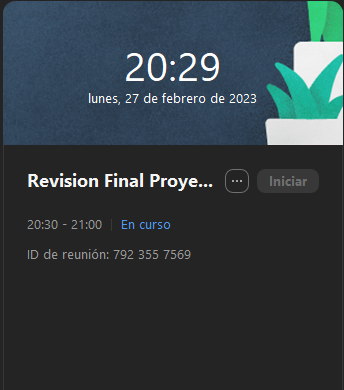 20:29
lunes, 27 de febrero de 2023
Revision Final Proye... ... Iniciar
20:30 - 21:00 | En curso
ID de reunión: 792 355 7569